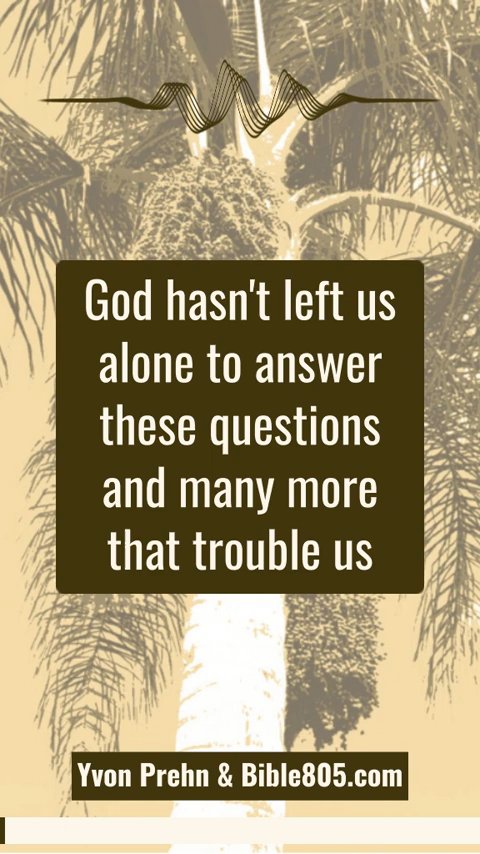 God hasn't left us
alone to answer
these questions
and many more
that trouble us
Yvon Prehn & Bible805.com